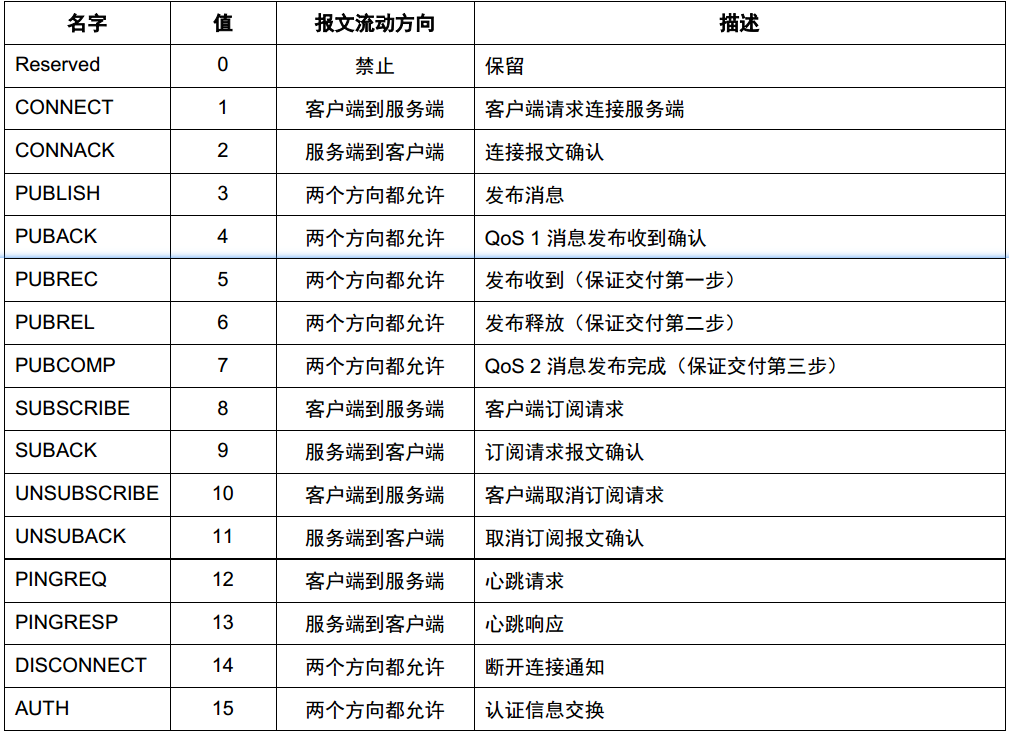 名字 值 报文流动方向 描述
Reserved 0 禁止 保留
CONNECT 1 客户端到服务端 客户端请求连接服务端
CONNACK 2 服务端到客户端 连接报文确认
PUBLISH 3 两个方向都允许 发布消息
PUBACK 4 两个方向都允许 QoS 1 消息发布收到确认
PUBREC 5 两个方向都允许 发布收到（保证交付第一步）
PUBREL 6 两个方向都允许 发布释放（保证交付第二步）
PUBCOMP 7 两个方向都允许 QoS 2 消息发布完成（保证交付第三步）
SUBSCRIBE 8 客户端到服务端 客户端订阅请求
SUBACK 9 服务端到客户端 订阅请求报文确认
UNSUBSCRIBE 10 客户端到服务端 客户端取消订阅请求
UNSUBACK 11 服务端到客户端 取消订阅报文确认
PINGREQ 12 客户端到服务端 心跳请求
PINGRESP 13 服务端到客户端 心跳响应
DISCONNECT 14 两个方向都允许 断开连接通知
AUTH 15 两个方向都允许 认证信息交换